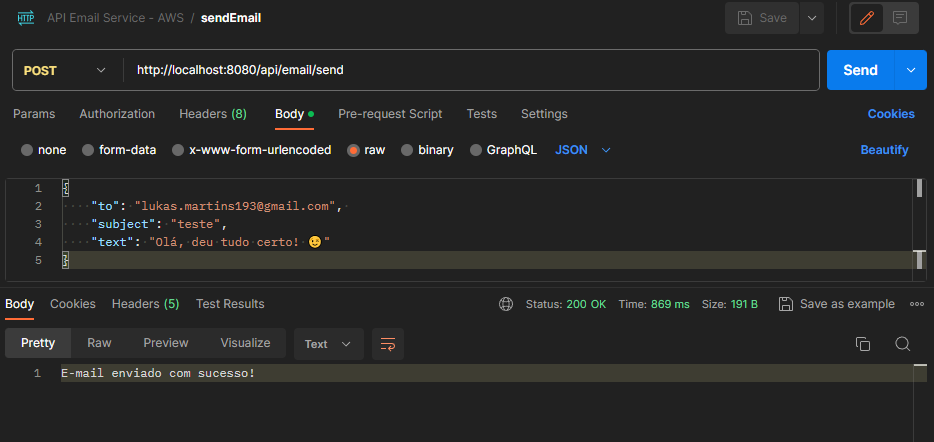 HTTP API Email Service - AWS / sendEmail Save
POST http://localhost:8080/api/email/send Send
Params Authorization Headers (8) Body Pre-request Script Tests Settings Cookies
none form-data x-www-form-urlencoded raw binary GraphQL JSON Beautify
1 {
2 "to": "lukas.martins193@gmail.com",
3 "subject": "teste",
4 "text": "Olá, deu tudo certo! 😉"
5 }
Body Cookies Headers (5) Test Results Status: 200 OK Time: 869 ms Size: 191 B Save as example
Pretty Raw Preview Visualize Text
1 E-mail enviado com sucesso!